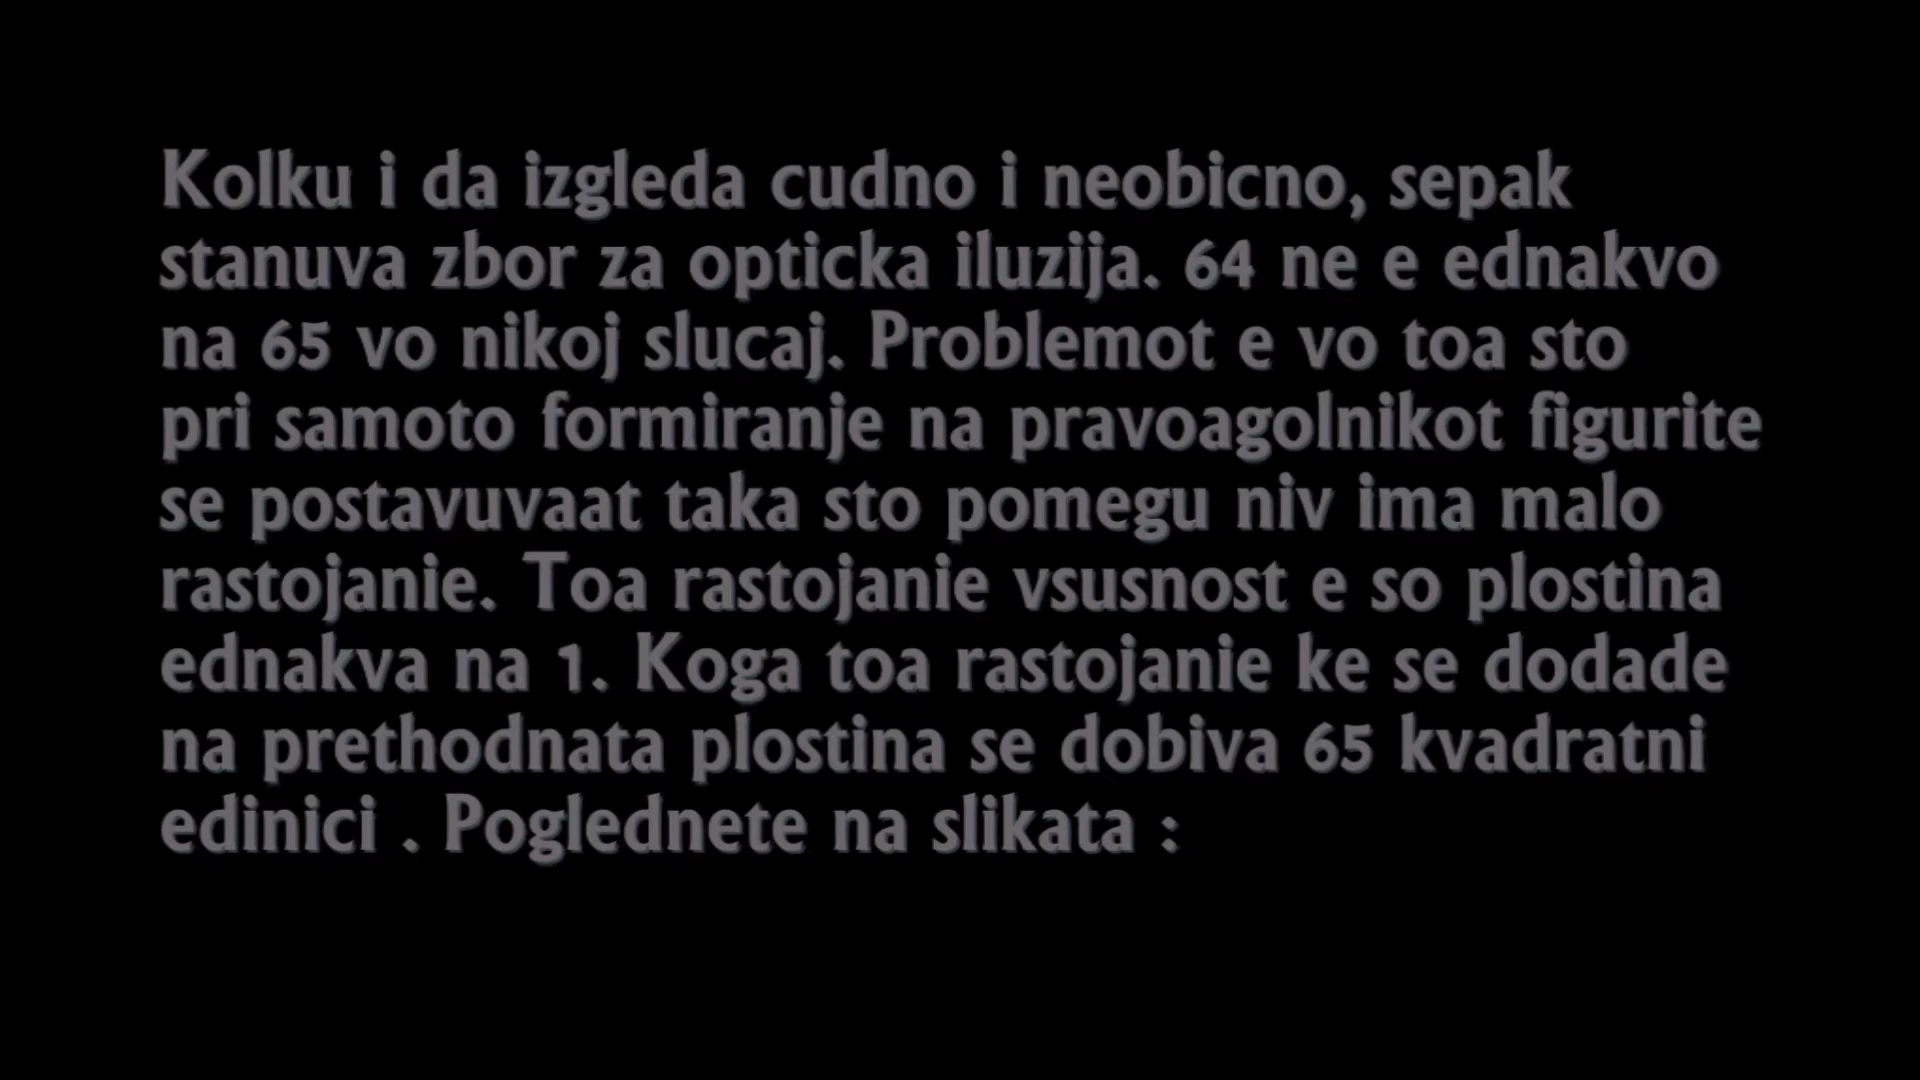 Kolku i da izgleda cudno i neobicno, sepak
stanuva zbor za opticka iluzija. 64 ne e ednakvo
na 65 vo nikoj slucaj. Problemot e vo toa sto
pri samoto formiranje na pravoagolnikot figurite
se postavuvaat taka sto pomegu niv ima malo
rastojanie. Toa rastojanie vsusnost e so plostina
ednakva na 1. Koga toa rastojanie ke se dodade
na prethodnata plostina se dobiva 65 kvadratni
edinici . Poglednete na slikata :